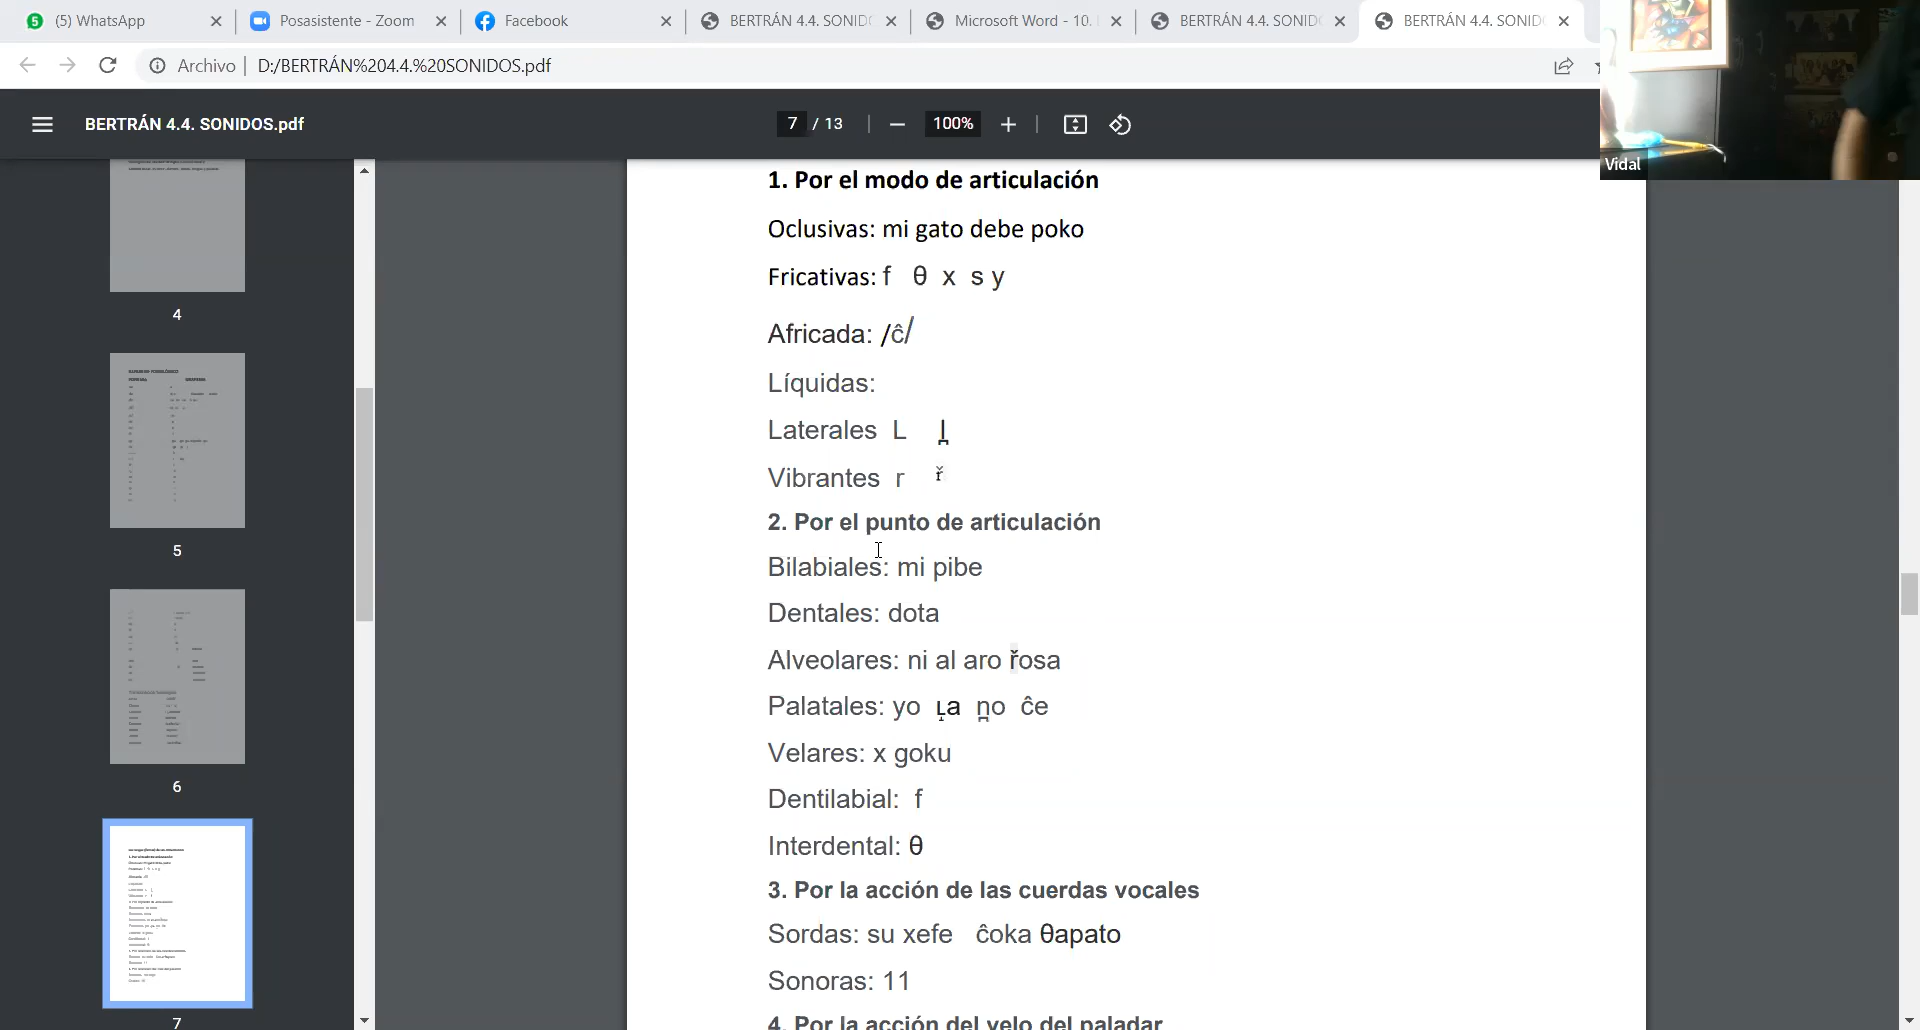 5 (5) WhatsApp
Posasistente - Zoom
Facebook
BERTRÁN 4.4. SONID
Microsoft Word - 10.
BERTRÁN 4.4. SONID
BERTRÁN 4.4. SONID
Archivo | D:/BERTRÁN%204.4.%20SONIDOS.pdf
BERTRÁN 4.4. SONIDOS.pdf
7 / 13
100%
Vidal
4
5
6
7
1. Por el modo de articulación
Oclusivas: mi gato debe poko
Fricativas: f θ x s y
Africada: /ĉ/
Líquidas:
Laterales L l̪
Vibrantes r ř
2. Por el punto de articulación
Bilabiales: mi pibe
Dentales: dota
Alveolares: ni al aro řosa
Palatales: yo ʟ̩a n̪o ĉe
Velares: x goku
Dentilabial: f
Interdental: θ
3. Por la acción de las cuerdas vocales
Sordas: su xefe ĉoka θapato
Sonoras: 11
4. Por la acción del velo del paladar